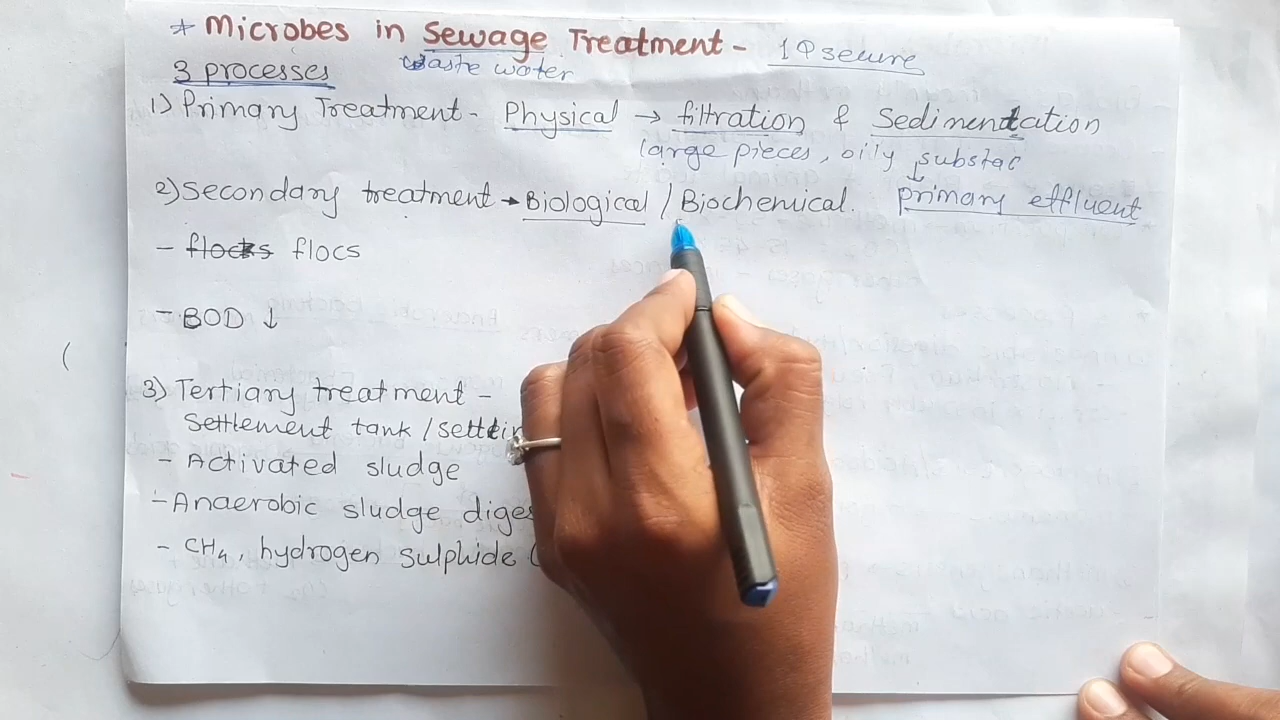 * Microbes in Sewage Treatment - 1Q secure
3 processes waste water
1) Primary Treatment - Physical → filtration & Sedimentation
large pieces, oily substac
2) Secondary treatment → Biological / Biochemical. primary effluent
- flocks flocs
- BOD ↓
3) Tertiary treatment -
Settlement tank / settlin
- Activated sludge
- Anaerobic sludge diges
- CH4, hydrogen sulphide (